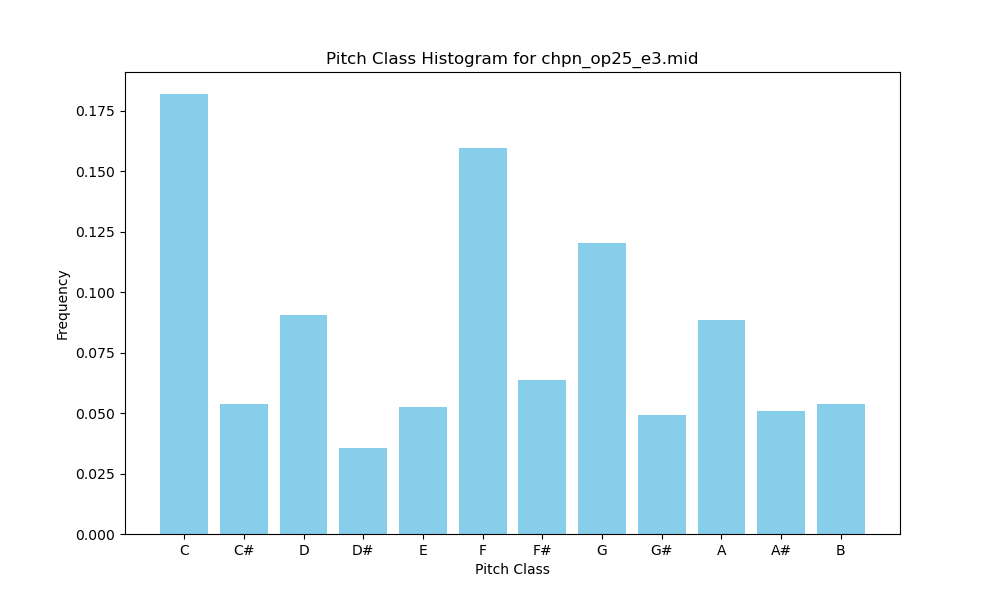 Pitch Class Histogram for chpn_op25_e3.mid
Frequency
0.175
0.150
0.125
0.100
0.075
0.050
0.025
0.000
C C# D D# E F F# G G# A A# B
Pitch Class